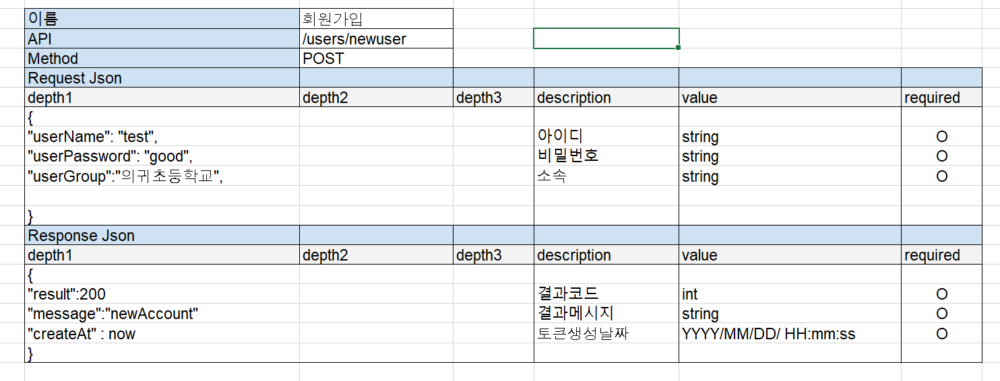 이름 회원가입
API /users/newuser
Method POST
Request Json
depth1 depth2 depth3 description value required
{
"userName": "test", 아이디 string O
"userPassword": "good", 비밀번호 string O
"userGroup":"의귀초등학교", 소속 string O
}
Response Json
depth1 depth2 depth3 description value required
{
"result":200 결과코드 int O
"message":"newAccount" 결과메시지 string O
"createAt" : now 토큰생성날짜 YYYY/MM/DD/ HH:mm:ss O
}